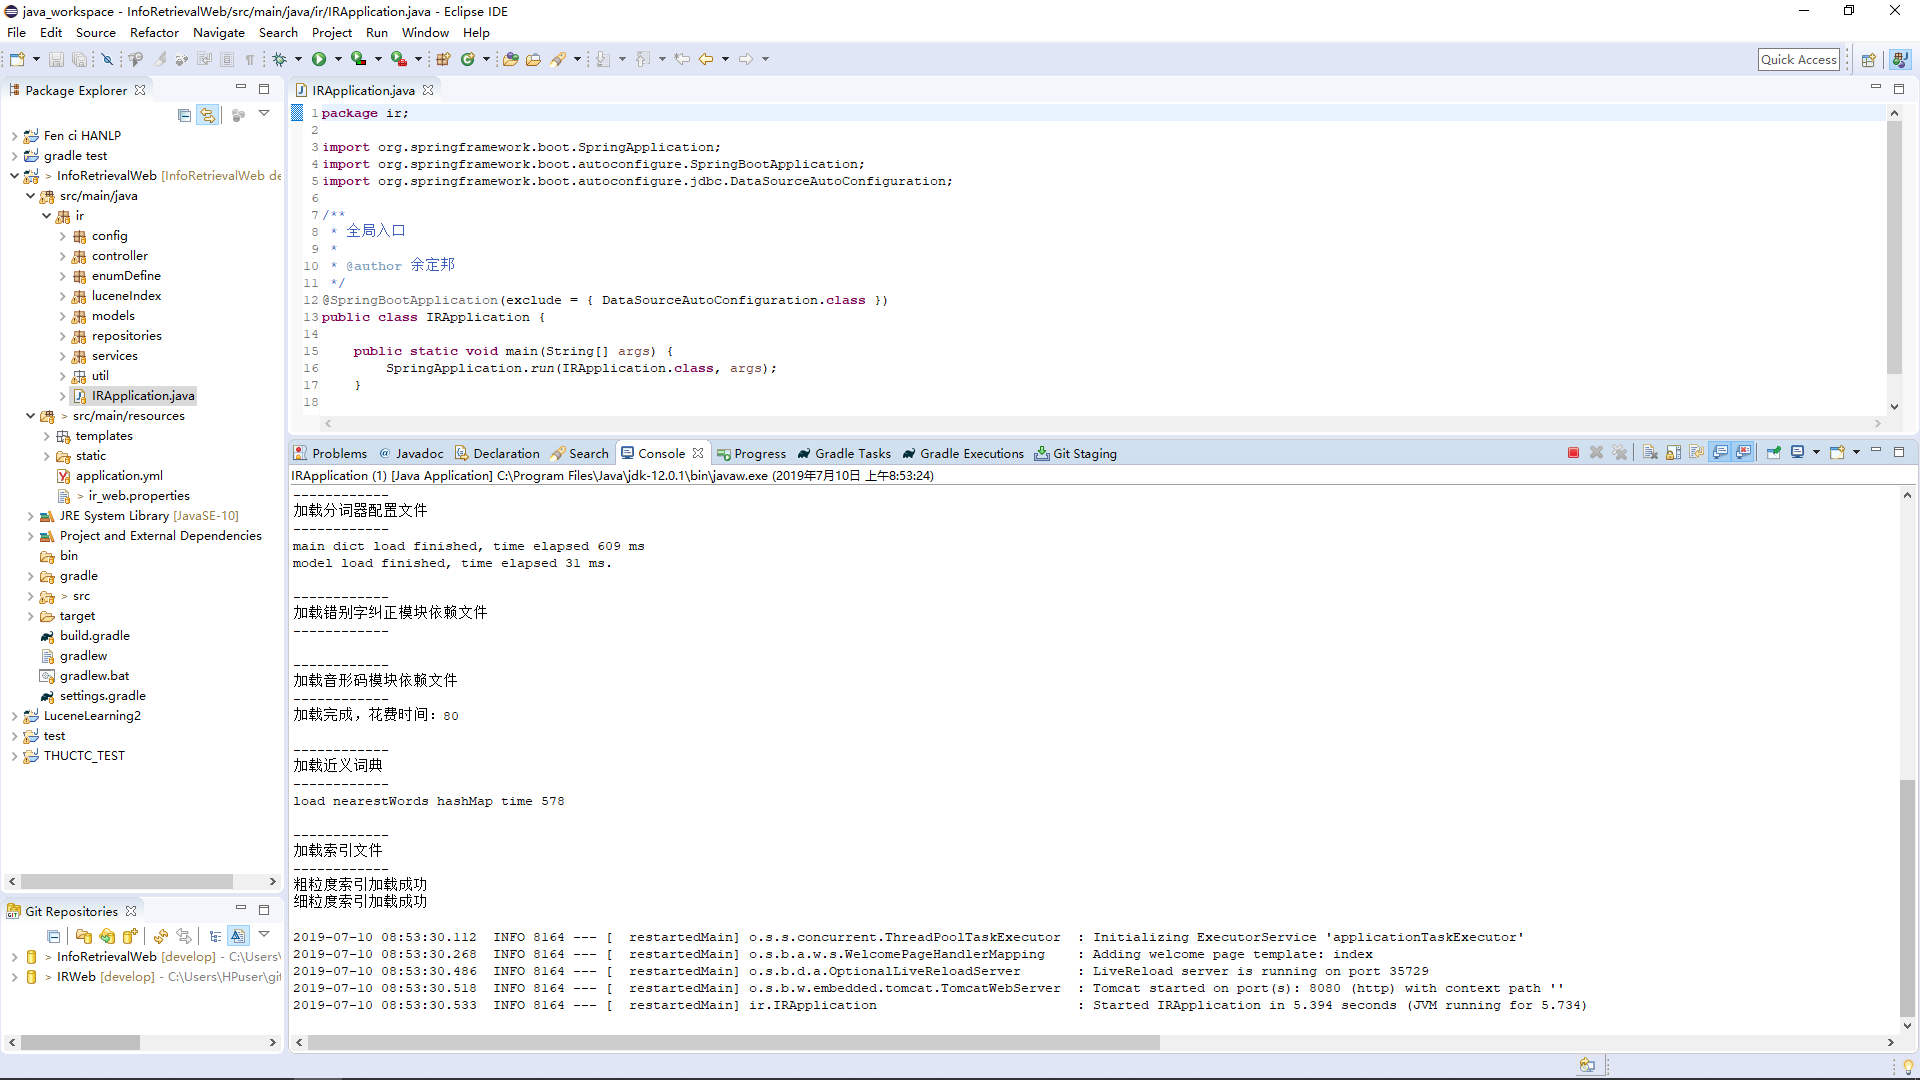 java_workspace - InfoRetrievalWeb/src/main/java/ir/IRApplication.java - Eclipse IDE
File Edit Source Refactor Navigate Search Project Run Window Help
Quick Access
Package Explorer
Fen ci HANLP
gradle test
> InfoRetrievalWeb [InfoRetrievalWeb de
src/main/java
ir
config
controller
enumDefine
luceneIndex
models
repositories
services
util
IRApplication.java
> src/main/resources
templates
static
application.yml
> ir_web.properties
JRE System Library [JavaSE-10]
Project and External Dependencies
bin
gradle
> src
target
build.gradle
gradlew
gradlew.bat
settings.gradle
LuceneLearning2
test
THUCTC_TEST
Git Repositories
> InfoRetrievalWeb [develop] - C:\Users\
> IRWeb [develop] - C:\Users\HPuser\git
IRApplication.java
1 package ir;
2
3 import org.springframework.boot.SpringApplication;
4 import org.springframework.boot.autoconfigure.SpringBootApplication;
5 import org.springframework.boot.autoconfigure.jdbc.DataSourceAutoConfiguration;
6
7 /**
8 * 全局入口
9 *
10 * @author 余定邦
11 */
12 @SpringBootApplication(exclude = { DataSourceAutoConfiguration.class })
13 public class IRApplication {
14
15 public static void main(String[] args) {
16 SpringApplication.run(IRApplication.class, args);
17 }
18
Problems @ Javadoc Declaration Search Console Progress Gradle Tasks Gradle Executions Git Staging
IRApplication (1) [Java Application] C:\Program Files\Java\jdk-12.0.1\bin\javaw.exe (2019年7月10日 上午8:53:24)
------------
加载分词器配置文件
------------
main dict load finished, time elapsed 609 ms
model load finished, time elapsed 31 ms.
------------
加载错别字纠正模块依赖文件
------------
------------
加载音形码模块依赖文件
------------
加载完成，花费时间：80
------------
加载近义词典
------------
load nearestWords hashMap time 578
------------
加载索引文件
------------
粗粒度索引加载成功
细粒度索引加载成功
2019-07-10 08:53:30.112 INFO 8164 --- [ restartedMain] o.s.s.concurrent.ThreadPoolTaskExecutor : Initializing ExecutorService 'applicationTaskExecutor'
2019-07-10 08:53:30.268 INFO 8164 --- [ restartedMain] o.s.b.a.w.s.WelcomePageHandlerMapping : Adding welcome page template: index
2019-07-10 08:53:30.486 INFO 8164 --- [ restartedMain] o.s.b.d.a.OptionalLiveReloadServer : LiveReload server is running on port 35729
2019-07-10 08:53:30.518 INFO 8164 --- [ restartedMain] o.s.b.w.embedded.tomcat.TomcatWebServer : Tomcat started on port(s): 8080 (http) with context path ''
2019-07-10 08:53:30.533 INFO 8164 --- [ restartedMain] ir.IRApplication : Started IRApplication in 5.394 seconds (JVM running for 5.734)